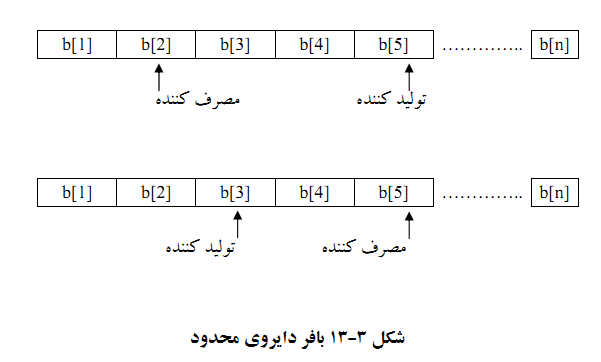 b[1] b[2] b[3] b[4] b[5] ………….. b[n]
تولید کننده مصرف کننده
b[1] b[2] b[3] b[4] b[5] ………….. b[n]
مصرف کننده تولید کننده
شکل ۳-۱۳ بافر دایروی محدود